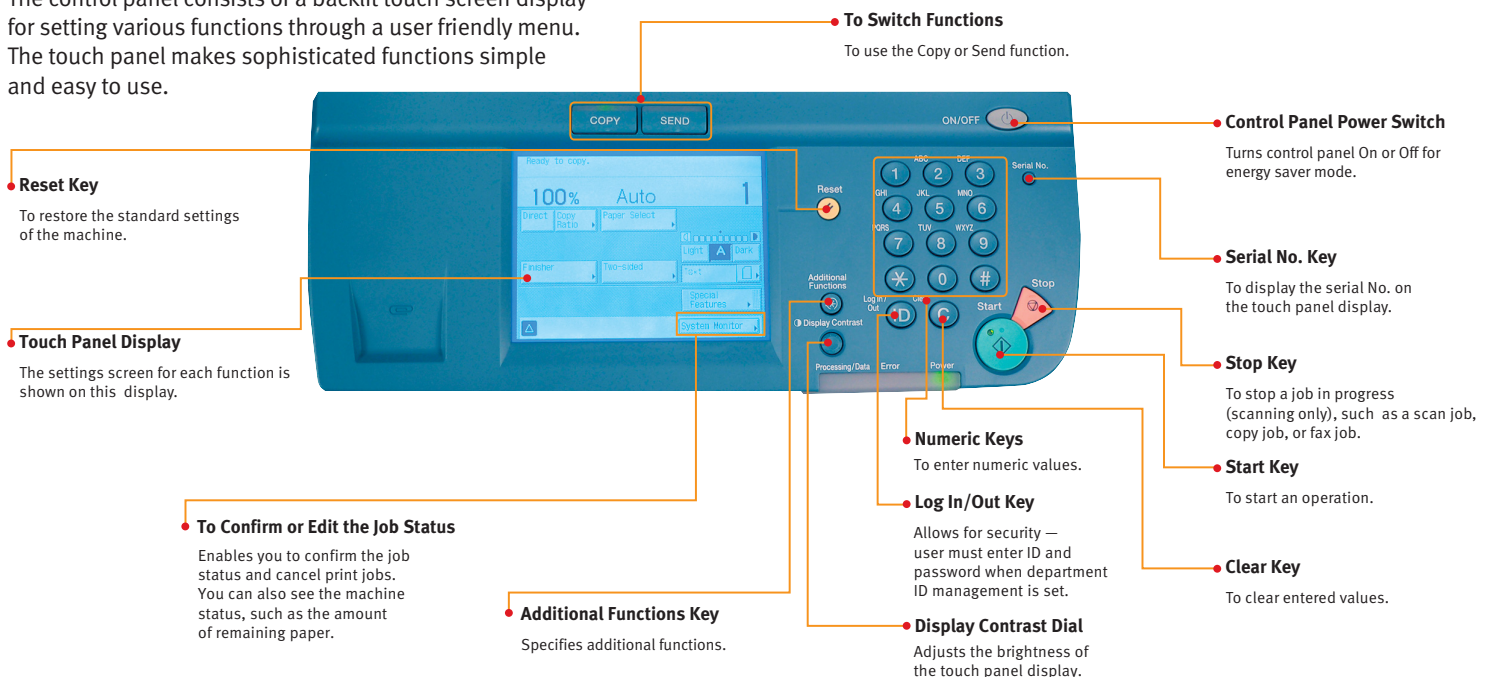 The control panel consists of a backlit touch screen display
for setting various functions through a user friendly menu.
The touch panel makes sophisticated functions simple
and easy to use.
To Switch Functions
To use the Copy or Send function.
COPY
SEND
ON/OFF
Control Panel Power Switch
Turns control panel On or Off for
energy saver mode.
Reset Key
To restore the standard settings
of the machine.
Ready to copy.
100% Auto 1
Direct
Copy
Ratio
Paper Select
Light A Dark
Finisher
Two-sided
Text
Special
Features
System Monitor
Reset
ABC
DEF
1
2
3
GHI
JKL
MNO
4
5
6
PQRS
TUV
WXYZ
7
8
9
0
#
Serial No.
Serial No. Key
To display the serial No. on
the touch panel display.
Additional
Functions
Log In/
Out
ID
C
Start
Stop
Display Contrast
Processing/Data
Error
Power
Touch Panel Display
The settings screen for each function is
shown on this display.
Stop Key
To stop a job in progress
(scanning only), such as a scan job,
copy job, or fax job.
Numeric Keys
To enter numeric values.
Start Key
To start an operation.
Log In/Out Key
Allows for security —
user must enter ID and
password when department
ID management is set.
To Confirm or Edit the Job Status
Enables you to confirm the job
status and cancel print jobs.
You can also see the machine
status, such as the amount
of remaining paper.
Clear Key
To clear entered values.
Additional Functions Key
Specifies additional functions.
Display Contrast Dial
Adjusts the brightness of
the touch panel display.